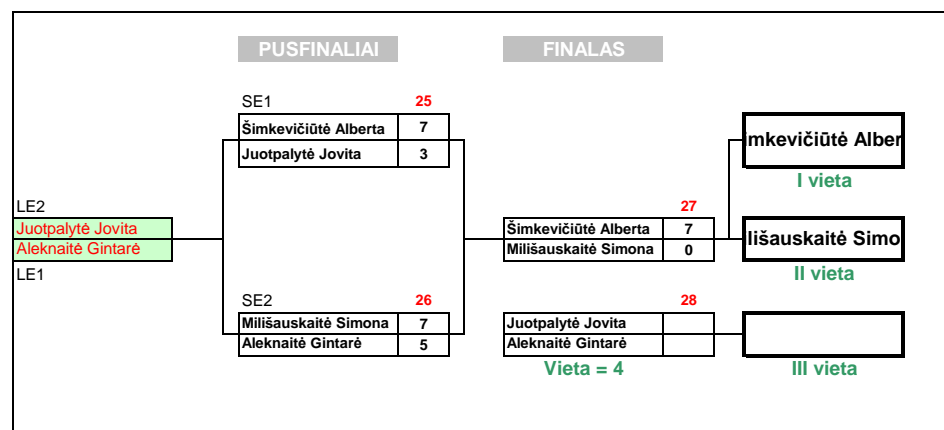 PUSFINALIAI
FINALAS
SE1 25
Šimkevičiūtė Alberta 7
Juotpalytė Jovita 3
imkevičiūtė Alber
I vieta
LE2
Juotpalytė Jovita
Aleknaitė Gintarė
LE1
27
Šimkevičiūtė Alberta 7
Milišauskaitė Simona 0
lišauskaitė Simo
II vieta
SE2 26
Milišauskaitė Simona 7
Aleknaitė Gintarė 5
28
Juotpalytė Jovita
Aleknaitė Gintarė
Vieta = 4
III vieta